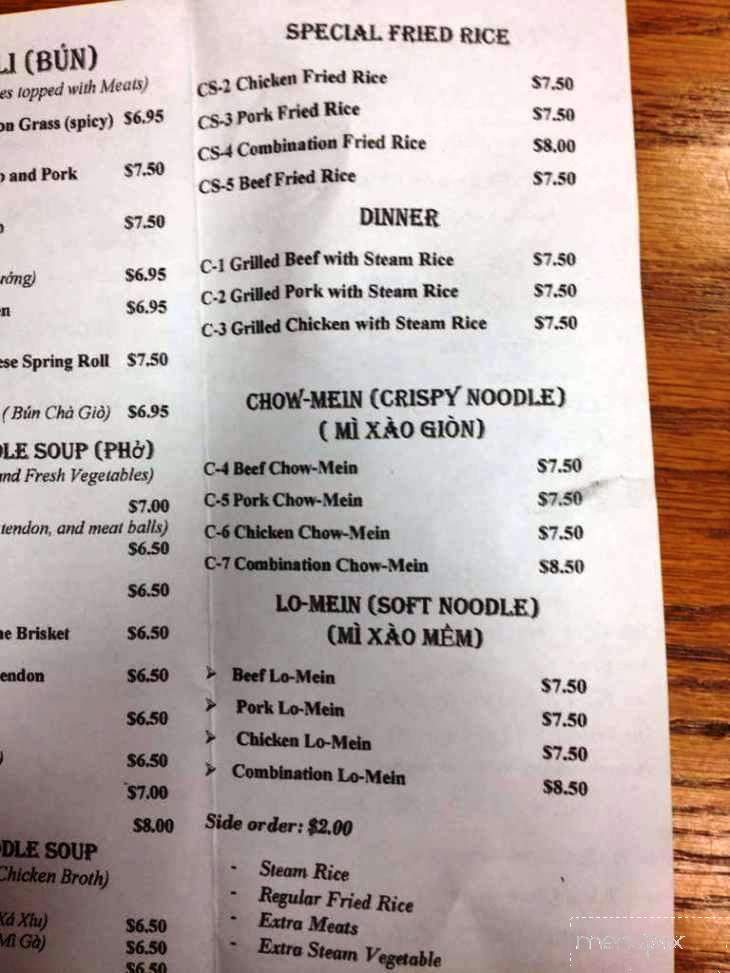 LI (BÚN)
es topped with Meats)
on Grass (spicy) $6.95
and Pork $7.50
$7.50
rớng) $6.95
n $6.95
ese Spring Roll $7.50
( Bún Chả Giò) $6.95
DLE SOUP (PHở)
and Fresh Vegetables)
$7.00
tendon, and meat balls)
$6.50
$6.50
he Brisket $6.50
endon $6.50
$6.50
) $6.50
$7.00
$8.00
ODLE SOUP
Chicken Broth)
Xá Xíu) $6.50
Mì Gà) $6.50
$6.50
SPECIAL FRIED RICE
CS-2 Chicken Fried Rice $7.50
CS-3 Pork Fried Rice $7.50
CS-4 Combination Fried Rice $8.00
CS-5 Beef Fried Rice $7.50
DINNER
C-1 Grilled Beef with Steam Rice $7.50
C-2 Grilled Pork with Steam Rice $7.50
C-3 Grilled Chicken with Steam Rice $7.50
CHOW-MEIN (CRISPY NOODLE)
( MÌ XÀO GIÒN)
C-4 Beef Chow-Mein $7.50
C-5 Pork Chow-Mein $7.50
C-6 Chicken Chow-Mein $7.50
C-7 Combination Chow-Mein $8.50
LO-MEIN (SOFT NOODLE)
(MÌ XÀO MỀM)
➢ Beef Lo-Mein $7.50
➢ Pork Lo-Mein $7.50
➢ Chicken Lo-Mein $7.50
➢ Combination Lo-Mein $8.50
Side order: $2.00
- Steam Rice
- Regular Fried Rice
- Extra Meats
- Extra Steam Vegetable
menupix